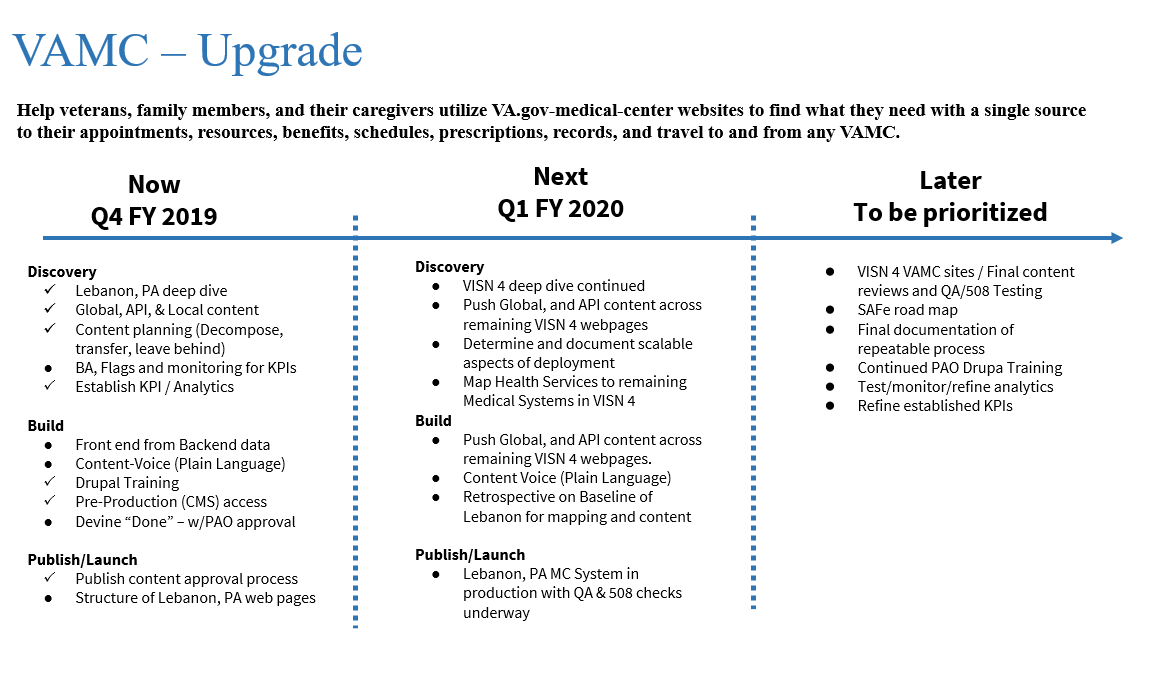 VAMC – Upgrade
Help veterans, family members, and their caregivers utilize VA.gov-medical-center websites to find what they need with a single source
to their appointments, resources, benefits, schedules, prescriptions, records, and travel to and from any VAMC.
Now
Q4 FY 2019
Discovery
✓ Lebanon, PA deep dive
✓ Global, API, & Local content
✓ Content planning (Decompose,
transfer, leave behind)
● BA, Flags and monitoring for KPIs
✓ Establish KPI / Analytics
Build
● Front end from Backend data
● Content-Voice (Plain Language)
✓ Drupal Training
✓ Pre-Production (CMS) access
● Devine “Done” – w/PAO approval
Publish/Launch
✓ Publish content approval process
● Structure of Lebanon, PA web pages
Next
Q1 FY 2020
Discovery
● VISN 4 deep dive continued
● Push Global, and API content across
remaining VISN 4 webpages
● Determine and document scalable
aspects of deployment
● Map Health Services to remaining
Medical Systems in VISN 4
Build
● Push Global, and API content across
remaining VISN 4 webpages.
● Content Voice (Plain Language)
● Retrospective on Baseline of
Lebanon for mapping and content
Publish/Launch
● Lebanon, PA MC System in
production with QA & 508 checks
underway
Later
To be prioritized
● VISN 4 VAMC sites / Final content
reviews and QA/508 Testing
● SAFe road map
● Final documentation of
repeatable process
● Continued PAO Drupa Training
● Test/monitor/refine analytics
● Refine established KPIs